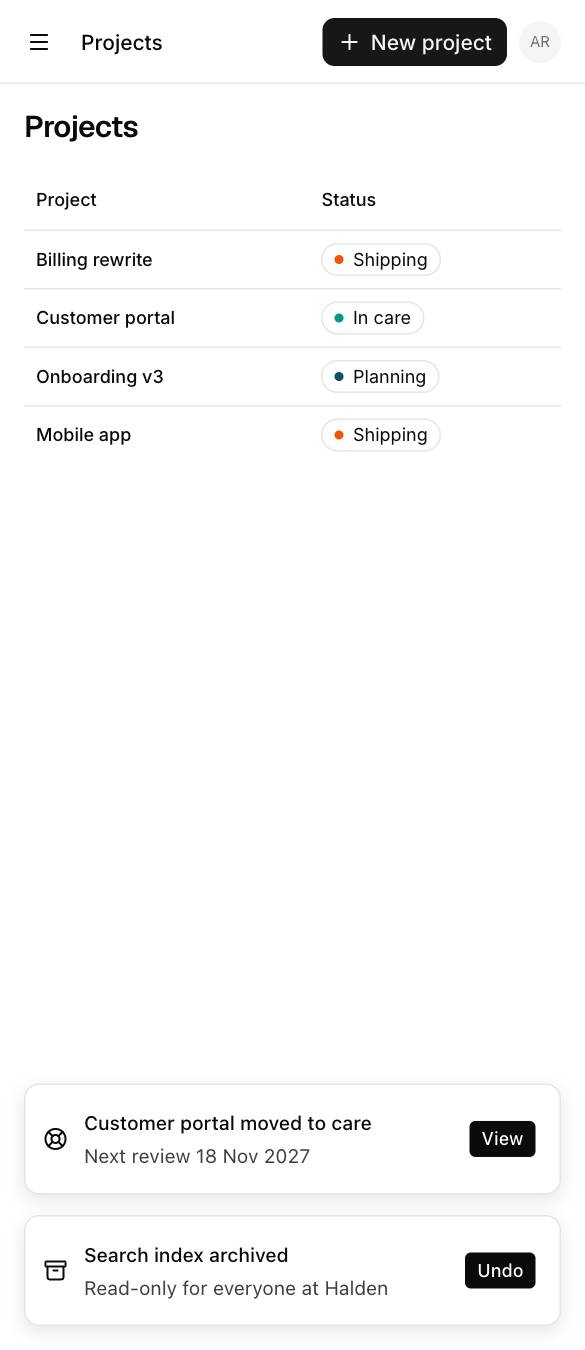 Projects
New project
AR
Projects
Project Status
Billing rewrite Shipping
Customer portal In care
Onboarding v3 Planning
Mobile app Shipping
Customer portal moved to care
Next review 18 Nov 2027
View
Search index archived
Read-only for everyone at Halden
Undo